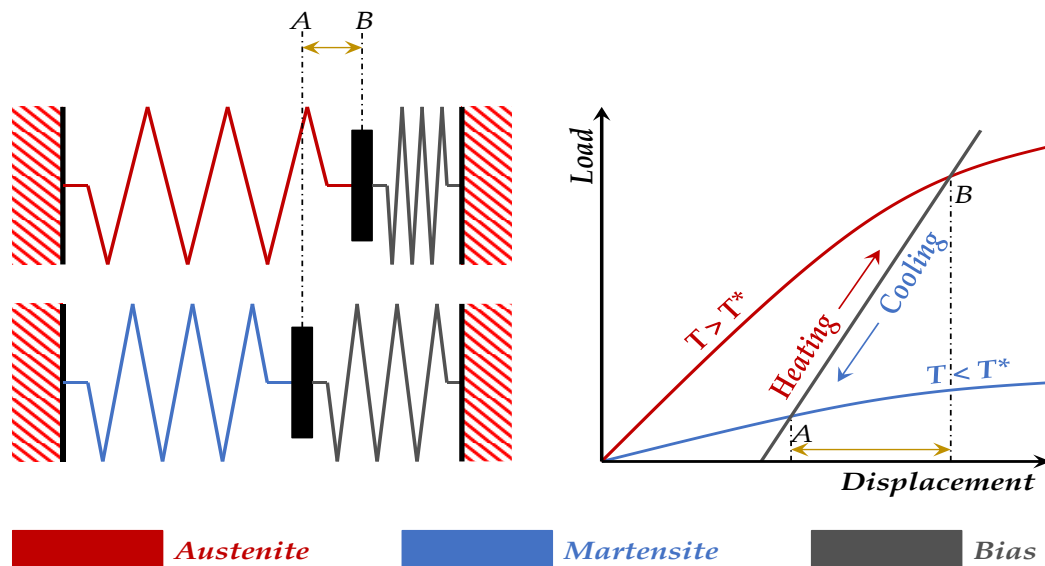 A B
Load
T > T*
Heating
Cooling
B
T < T*
A
Displacement
Austenite
Martensite
Bias